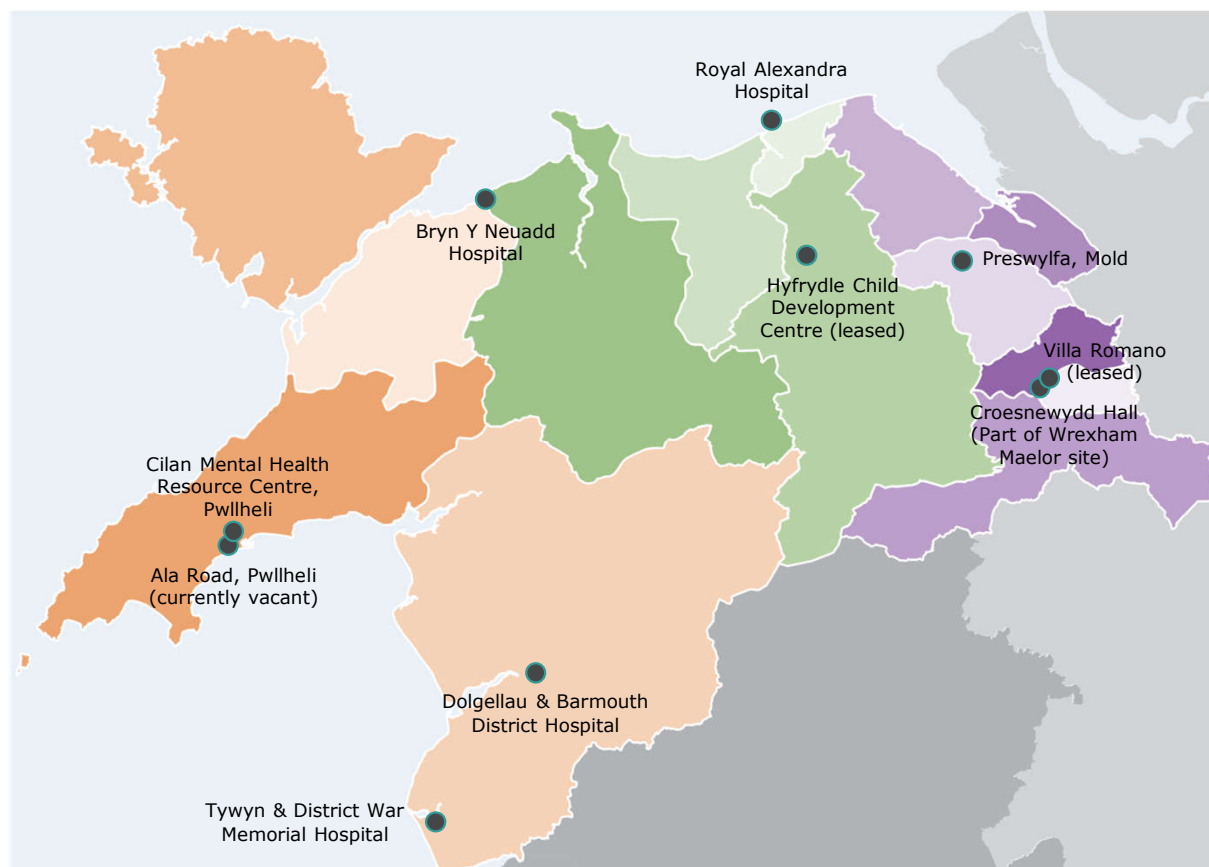 Royal Alexandra
Hospital
Bryn Y Neuadd
Hospital
Preswylfa, Mold
Hyfrydle Child
Development
Centre (leased)
Villa Romano
(leased)
Croesnewydd Hall
(Part of Wrexham
Maelor site)
Cilan Mental Health
Resource Centre,
Pwllheli
Ala Road, Pwllheli
(currently vacant)
Dolgellau & Barmouth
District Hospital
Tywyn & District War
Memorial Hospital